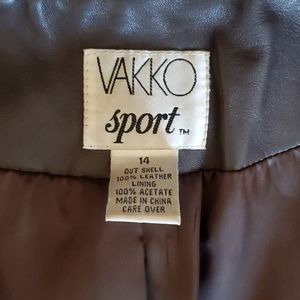 VAKKO
sport™
14
OUT SHELL
100% LEATHER
LINING
100% ACETATE
MADE IN CHINA
CARE OVER